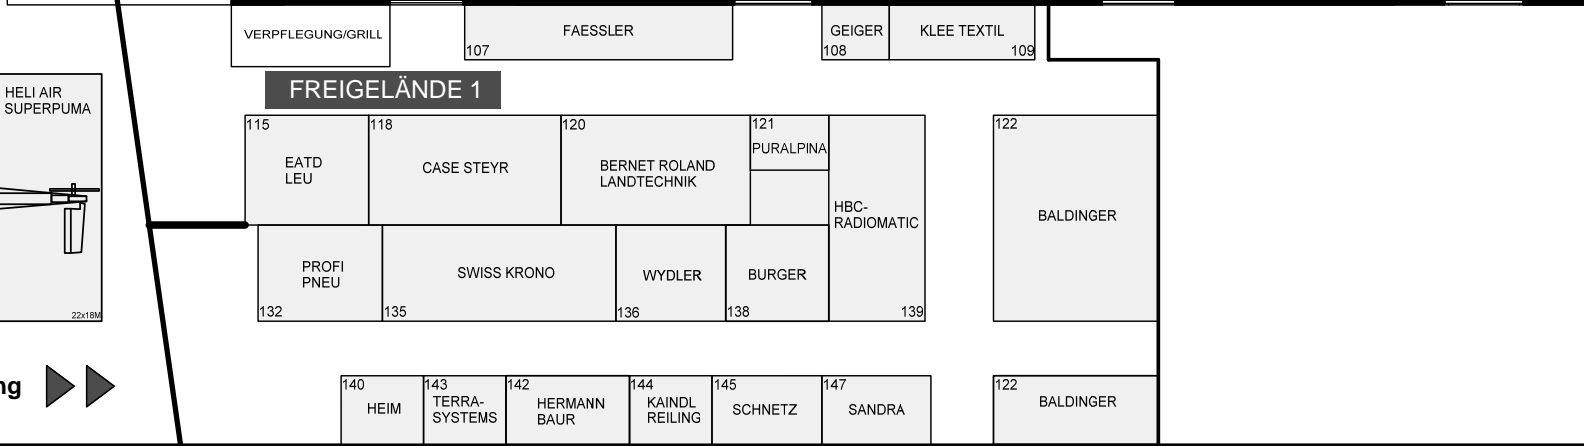 VERPFLEGUNG/GRILL
FAESSLER
107
GEIGER
108
KLEE TEXTIL
109
FREIGELÄNDE 1
HELI AIR
SUPERPUMA
22x18M
115
EATD
LEU
118
CASE STEYR
120
BERNET ROLAND
LANDTECHNIK
121
PURALPINA
HBC-
RADIOMATIC
139
122
BALDINGER
PROFI
PNEU
132
SWISS KRONO
135
WYDLER
136
BURGER
138
ng
140
HEIM
143
TERRA-
SYSTEMS
142
HERMANN
BAUR
144
KAINDL
REILING
145
SCHNETZ
147
SANDRA
122
BALDINGER